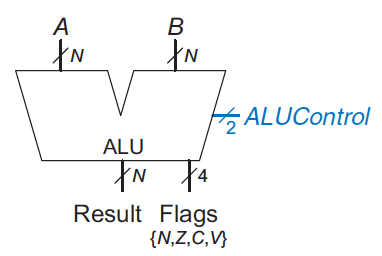 A B
N N
2 ALUControl
ALU
N 4
Result Flags
{N,Z,C,V}